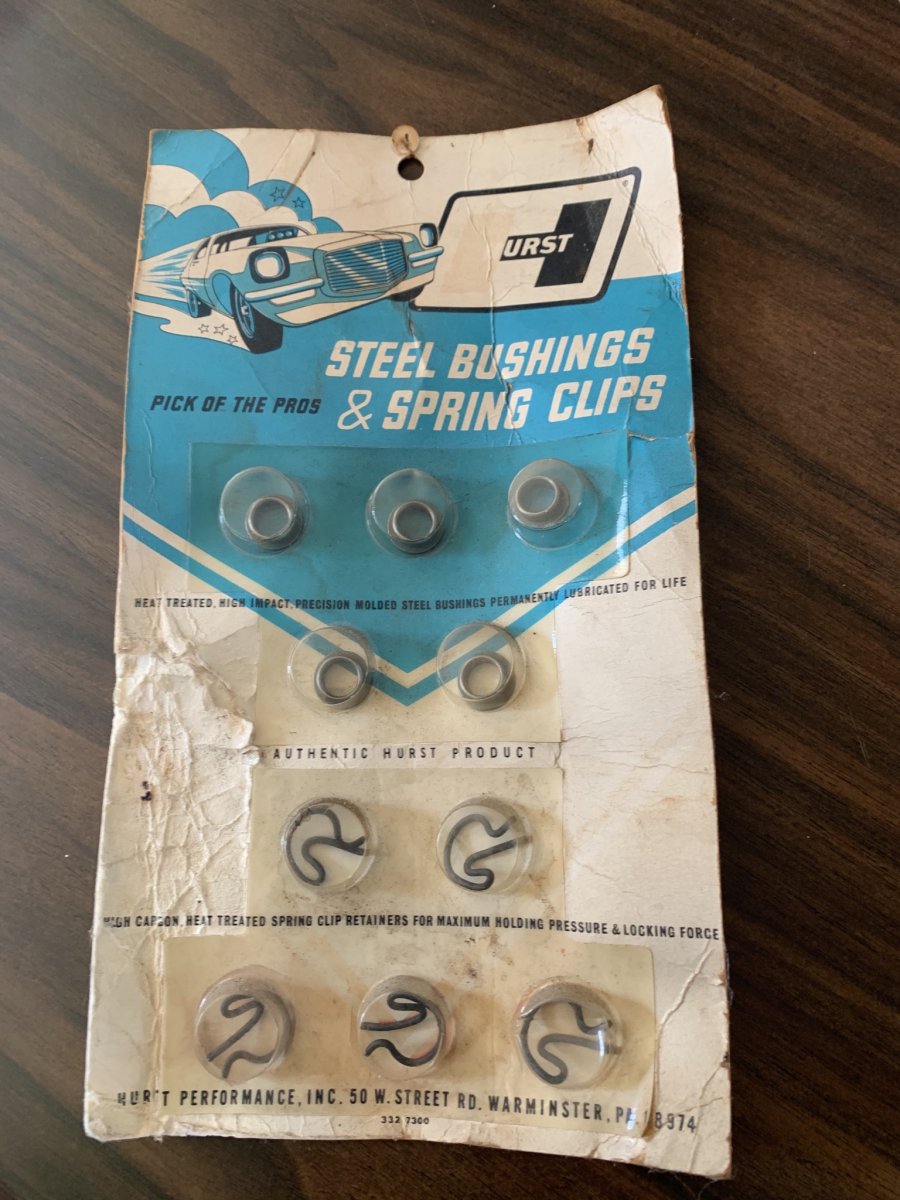 HURST
STEEL BUSHINGS
PICK OF THE PROS & SPRING CLIPS
HEAT TREATED, HIGH IMPACT, PRECISION MOLDED STEEL BUSHINGS PERMANENTLY LUBRICATED FOR LIFE
AUTHENTIC HURST PRODUCT
HIGH CARBON, HEAT TREATED SPRING CLIP RETAINERS FOR MAXIMUM HOLDING PRESSURE & LOCKING FORCE
HURST PERFORMANCE, INC. 50 W. STREET RD. WARMINSTER, PA. 18974
332 7300